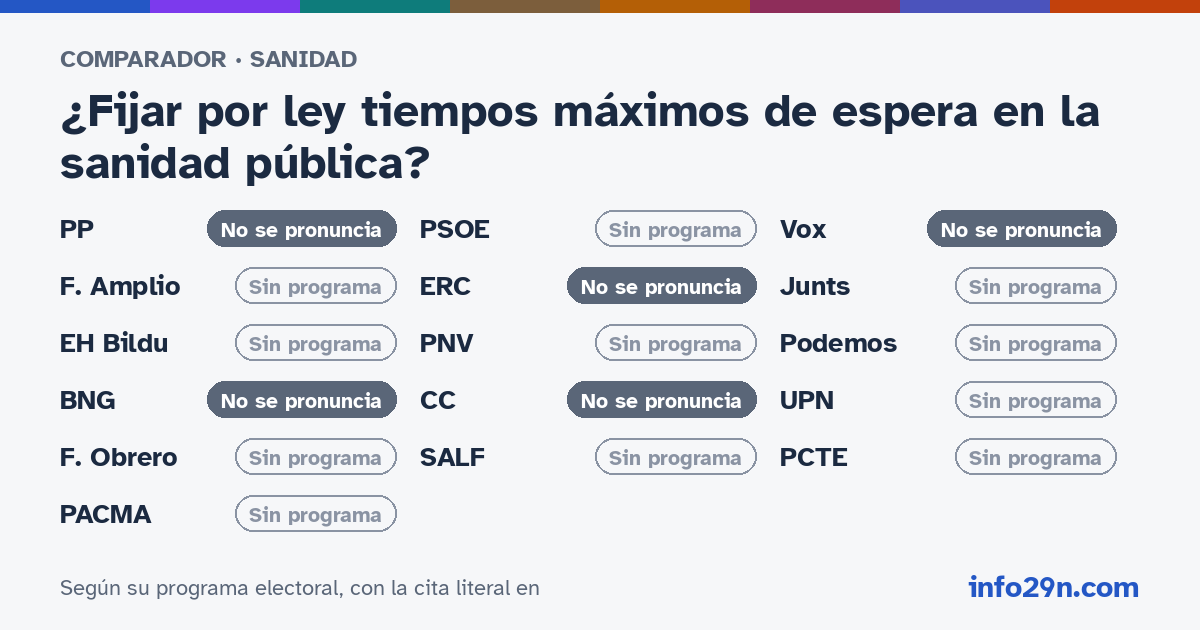 COMPARADOR · SANIDAD
¿Fijar por ley tiempos máximos de espera en la
sanidad pública?
PP No se pronuncia PSOE Sin programa Vox No se pronuncia
F. Amplio Sin programa ERC No se pronuncia Junts Sin programa
EH Bildu Sin programa PNV Sin programa Podemos Sin programa
BNG No se pronuncia CC No se pronuncia UPN Sin programa
F. Obrero Sin programa SALF Sin programa PCTE Sin programa
PACMA Sin programa
Según su programa electoral, con la cita literal en info29n.com